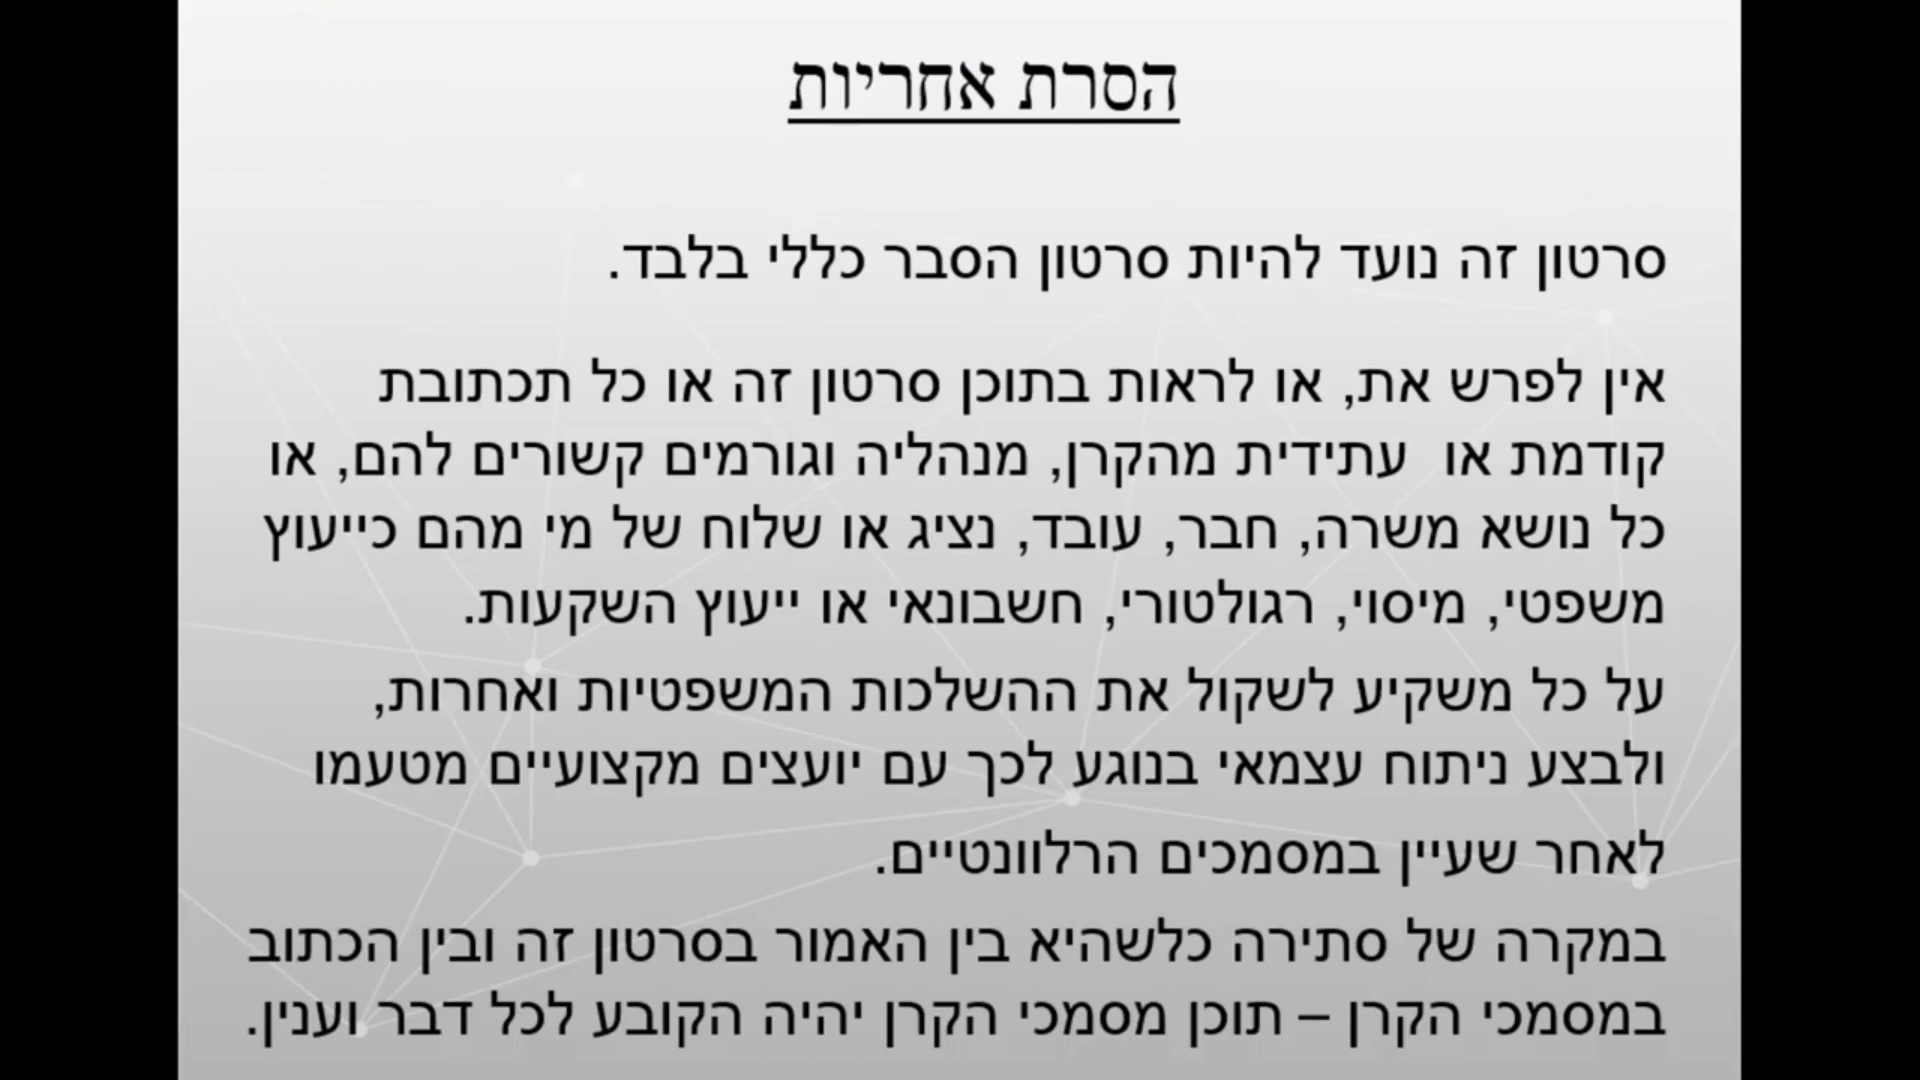 הסרת אחריות
סרטון זה נועד להיות סרטון הסבר כללי בלבד.
אין לפרש את, או לראות בתוכן סרטון זה או כל תכתובת
קודמת או  עתידית מהקרן, מנהליה וגורמים קשורים להם, או
כל נושא משרה, חבר, עובד, נציג או שלוח של מי מהם כייעוץ
משפטי, מיסוי, רגולטורי, חשבונאי או ייעוץ השקעות.
על כל משקיע לשקול את ההשלכות המשפטיות ואחרות,
ולבצע ניתוח עצמאי בנוגע לכך עם יועצים מקצועיים מטעמו
לאחר שעיין במסמכים הרלוונטיים.
במקרה של סתירה כלשהיא בין האמור בסרטון זה ובין הכתוב
במסמכי הקרן – תוכן מסמכי הקרן יהיה הקובע לכל דבר וענין.